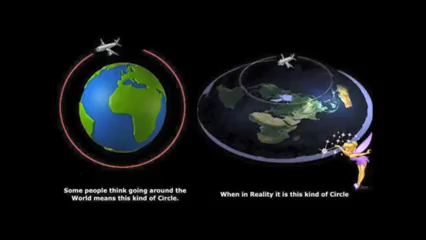 Some people think going around the
World means this kind of Circle.
When in Reality it is this kind of Circle